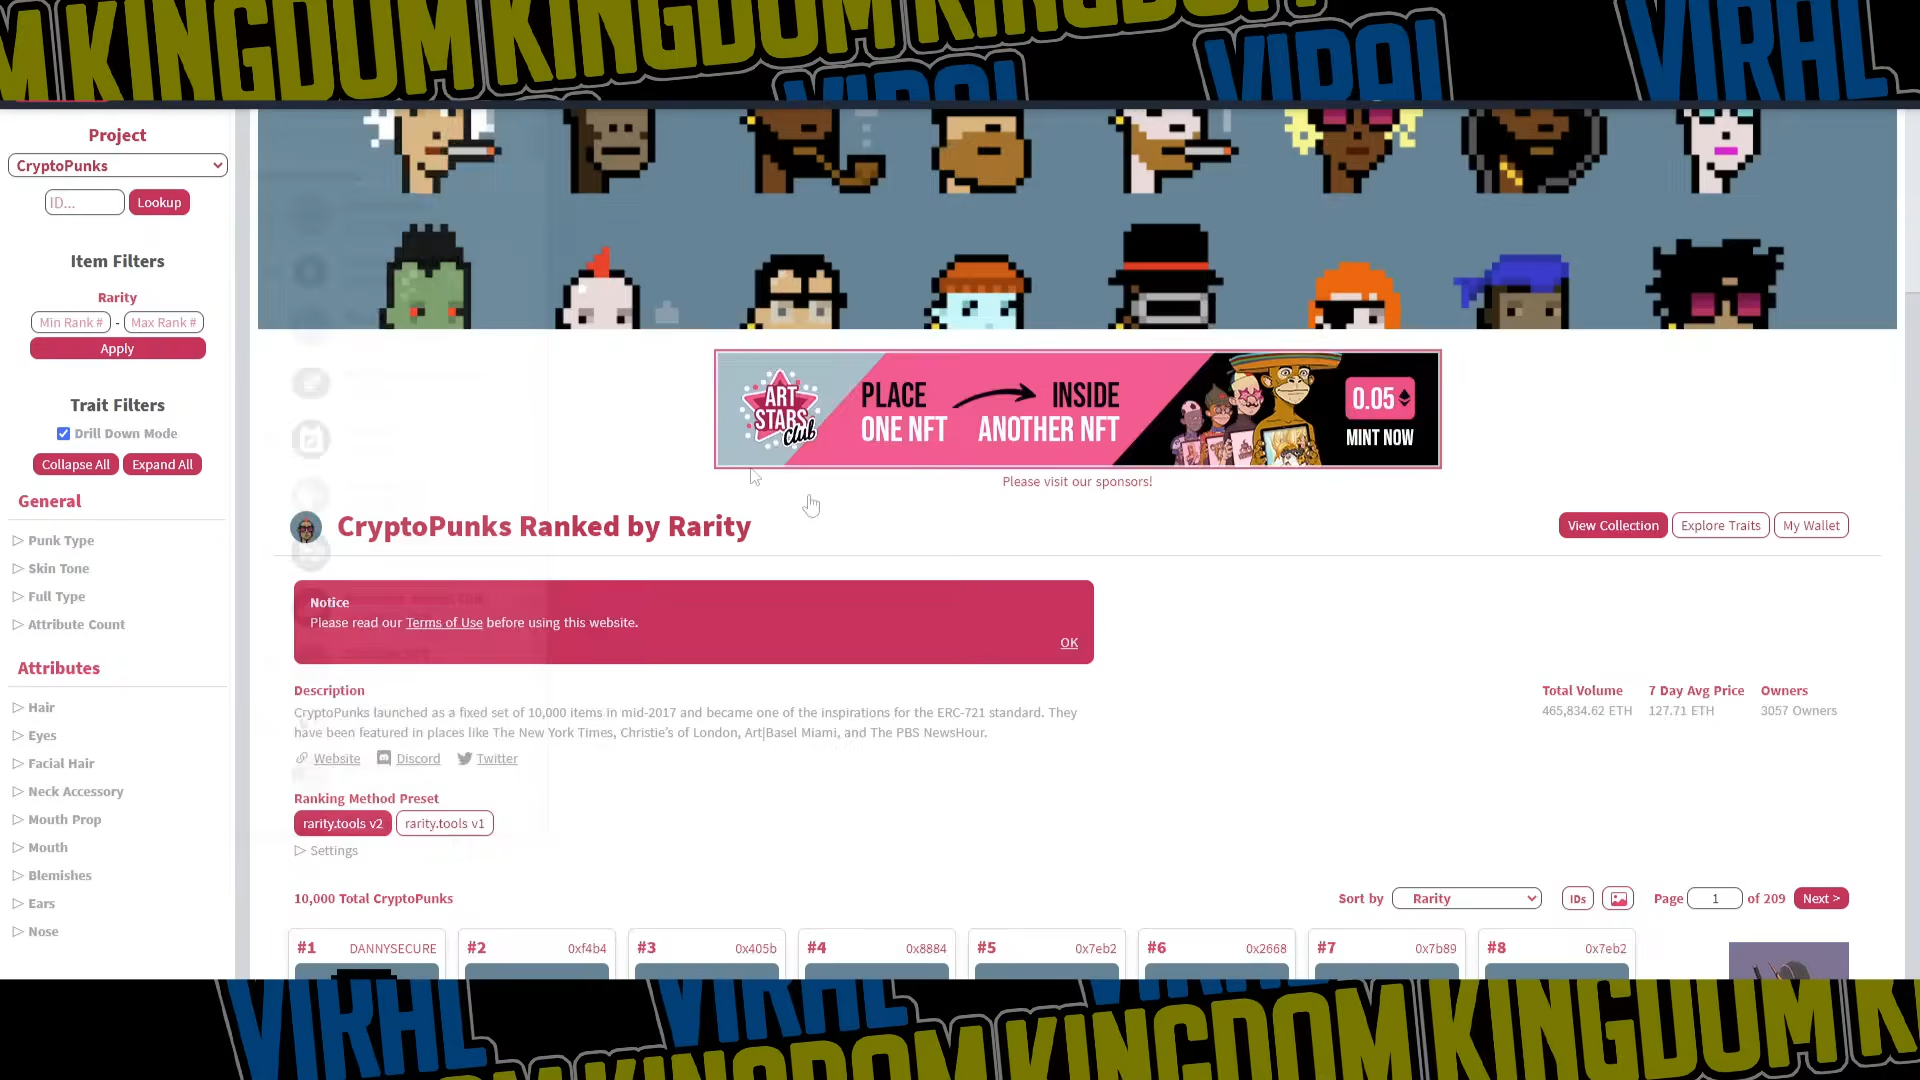 M KINGDOM KINGDOM KINGDOM KINGDOM
VIRAL VIRAL VIRAL
Project
CryptoPunks
ID... Lookup
Item Filters
Rarity
Min Rank # - Max Rank #
Apply
Trait Filters
Drill Down Mode
Collapse All Expand All
General
Punk Type
Skin Tone
Full Type
Attribute Count
Attributes
Hair
Eyes
Facial Hair
Neck Accessory
Mouth Prop
Mouth
Blemishes
Ears
Nose
ART
STARS
Club
PLACE INSIDE
ONE NFT ANOTHER NFT
0.05
MINT NOW
Please visit our sponsors!
CryptoPunks Ranked by Rarity
View Collection Explore Traits My Wallet
Notice
Please read our Terms of Use before using this website.
OK
Description
CryptoPunks launched as a fixed set of 10,000 items in mid-2017 and became one of the inspirations for the ERC-721 standard. They
have been featured in places like The New York Times, Christie's of London, Art|Basel Miami, and The PBS NewsHour.
Website Discord Twitter
Total Volume 7 Day Avg Price Owners
465,834.62 ETH 127.71 ETH 3057 Owners
Ranking Method Preset
rarity.tools v2 rarity.tools v1
Settings
10,000 Total CryptoPunks
Sort by Rarity IDs Page 1 of 209 Next >
#1 DANNYSECURE #2 0xf4b4 #3 0x405b #4 0x8884 #5 0x7eb2 #6 0x2668 #7 0x7b89 #8 0x7eb2
VIRAL VIRAL VIRAL
KINGDOM KINGDOM KINGDOM K